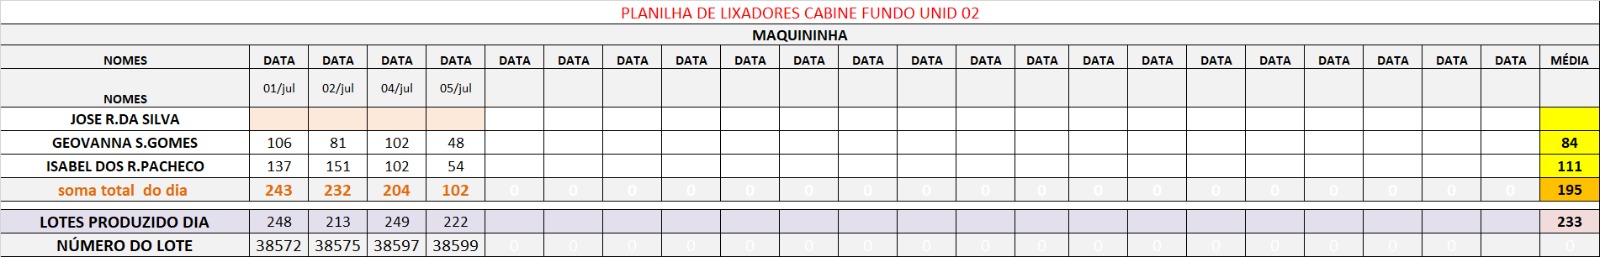 PLANILHA DE LIXADORES CABINE FUNDO UNID 02
MAQUININHA
NOMES DATA DATA DATA DATA DATA DATA DATA DATA DATA DATA DATA DATA DATA DATA DATA DATA DATA DATA DATA DATA DATA DATA MÉDIA
NOMES 01/jul 02/jul 04/jul 05/jul
JOSE R.DA SILVA
GEOVANNA S.GOMES 106 81 102 48 84
ISABEL DOS R.PACHECO 137 151 102 54 111
soma total do dia 243 232 204 102 0 0 0 0 0 0 0 0 0 0 0 0 0 0 0 0 0 0 195
LOTES PRODUZIDO DIA 248 213 249 222 233
NÚMERO DO LOTE 38572 38575 38597 38599 0 0 0 0 0 0 0 0 0 0 0 0 0 0 0 0 0 0